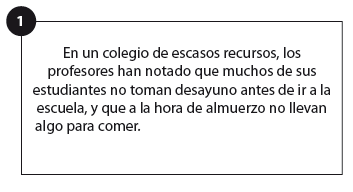 1
En un colegio de escasos recursos, los
profesores han notado que muchos de sus
estudiantes no toman desayuno antes de ir a la
escuela, y que a la hora de almuerzo no llevan
algo para comer.